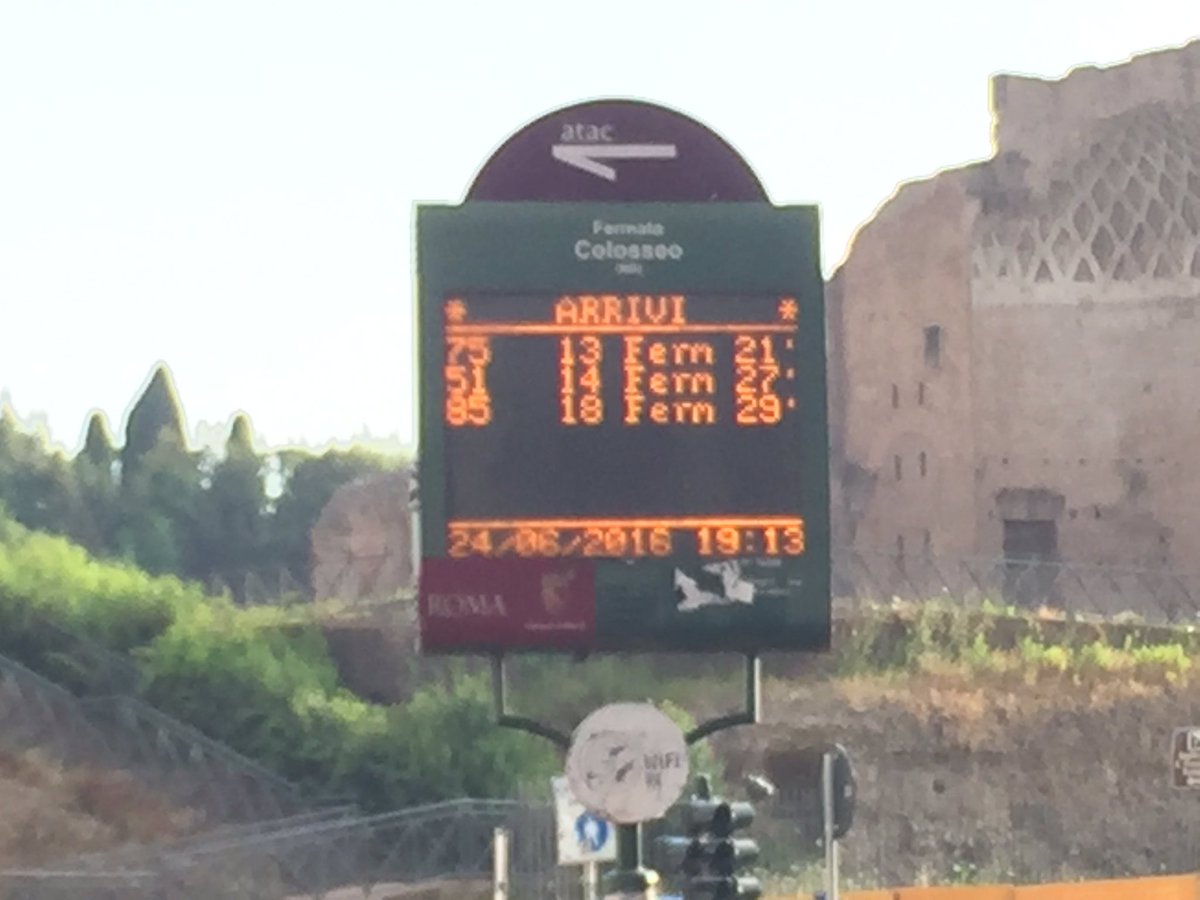 atac
Fermata
Colosseo
* ARRIVI *
75 13 Ferm 21'
51 14 Ferm 27'
85 18 Ferm 29'
24/06/2016 19:13
ROMA
WiFi